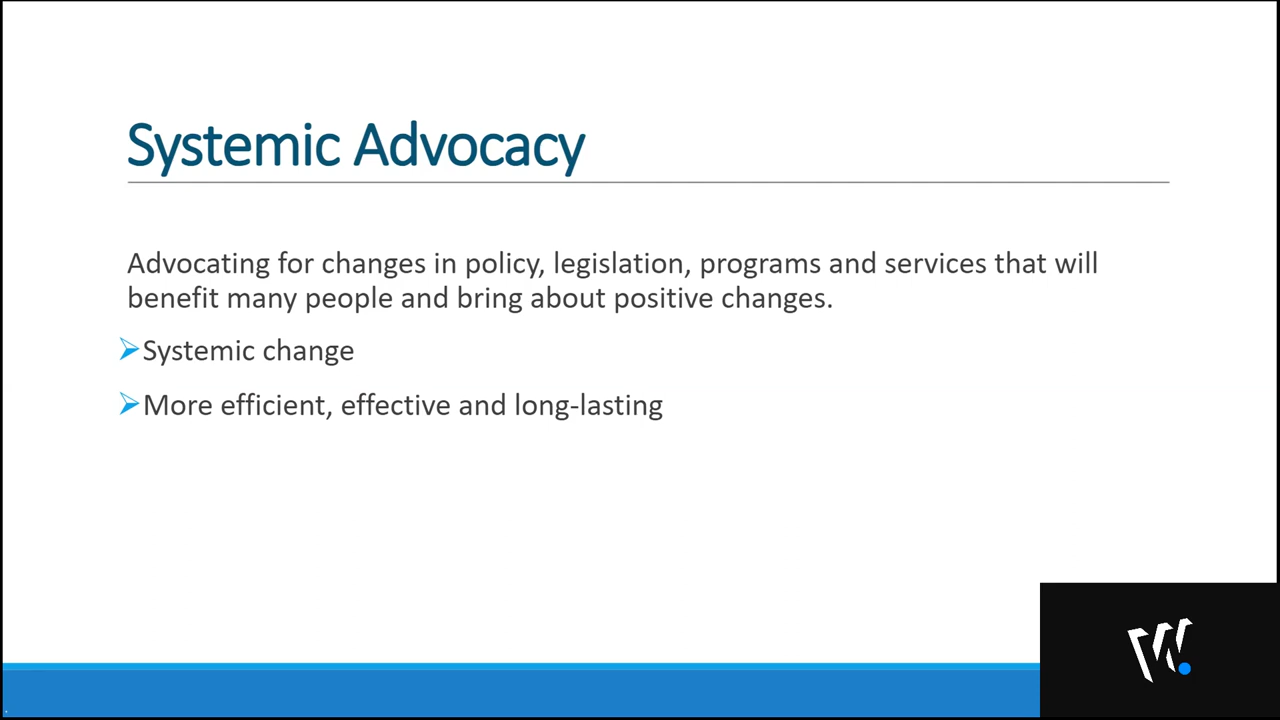 Systemic Advocacy
Advocating for changes in policy, legislation, programs and services that will
benefit many people and bring about positive changes.
Systemic change
More efficient, effective and long-lasting
W.